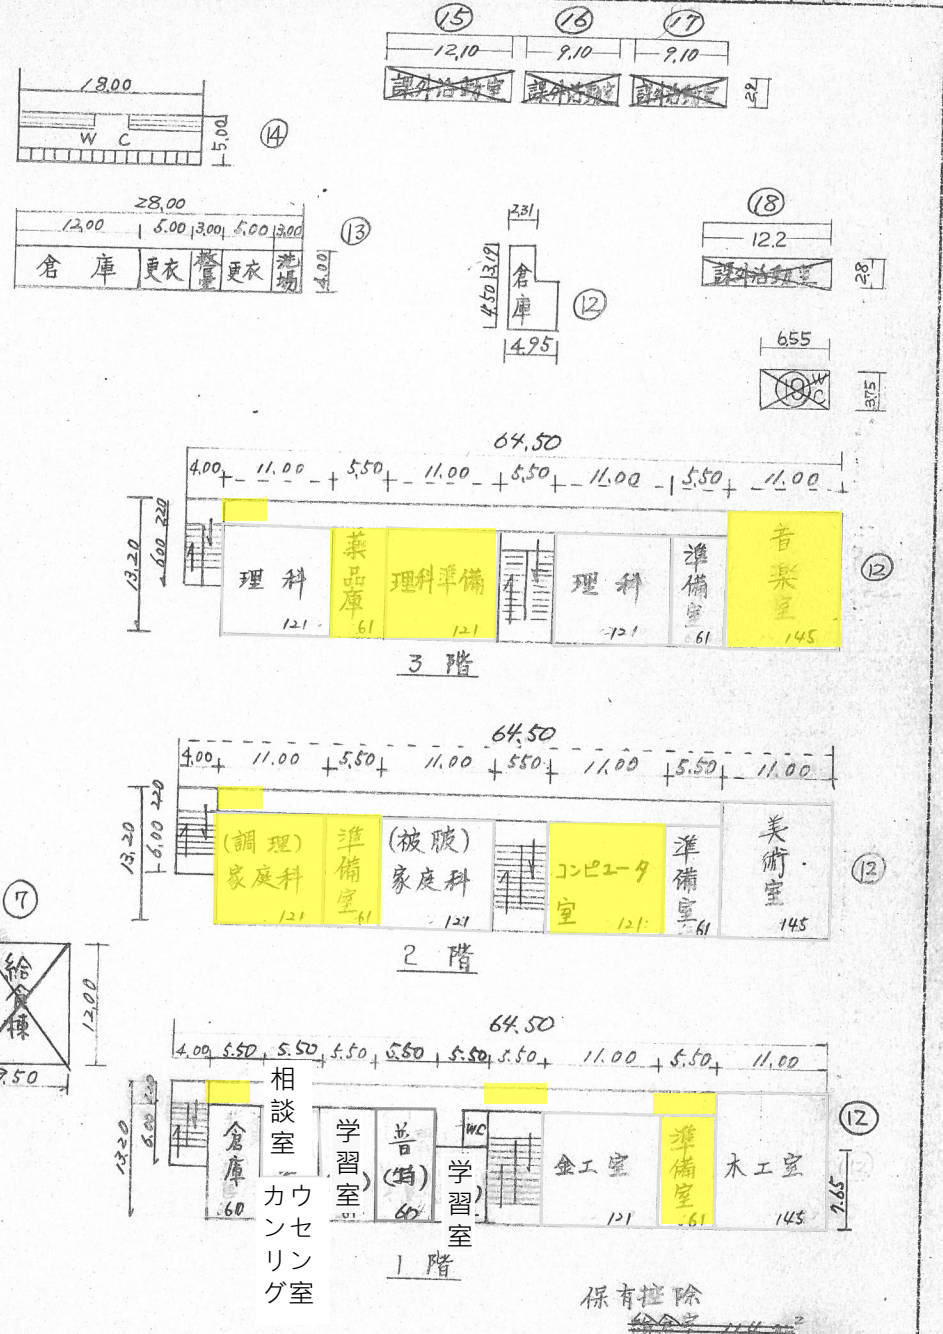 ⑮ ⑯ ⑰
12.10 9.10 9.10
課外活動室 課外活動室 課外活動室
2.8
18.00
W C
5.00
⑭
28.00
12.00 5.00 3.00 5.00 3.00
⑬
倉庫 更衣 更衣 洗場
4.00
2.31
3.19
4.50
倉庫
⑫
4.95
⑱
12.2
課外活動室
2.8
6.55
⑲ WC
3.75
64.50
4.00 11.00 5.50 11.00 5.50 11.00 5.50 11.00
2.20
6.00
13.20
理科 薬品庫 理科準備 理科 準備室 音楽室
⑫
121 61 121 121 61 145
3階
64.50
4.00 11.00 5.50 11.00 5.50 11.00 5.50 11.00
2.20
6.00
13.20
(調理)家庭科 準備室 (被服)家庭科 コンピュータ室 準備室 美術室
⑫
121 61 121 121 61 145
2階
⑦
給食棟
12.00
9.50
64.50
4.00 5.50 5.50 5.50 5.50 5.50 5.50 11.00 5.50 11.00
6.00
13.20
倉庫 相談室 学習室 普(特) WC 学習室 金工室 準備室 木工室
⑫
7.65
カウンセリング室
60 61 60 121 61 145
1階
保有控除